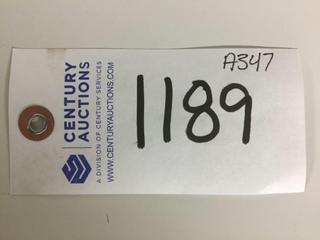 A347
1189
CENTURY
AUCTIONS
A DIVISION OF CENTURY SERVICES
WWW.CENTURYAUCTIONS.COM